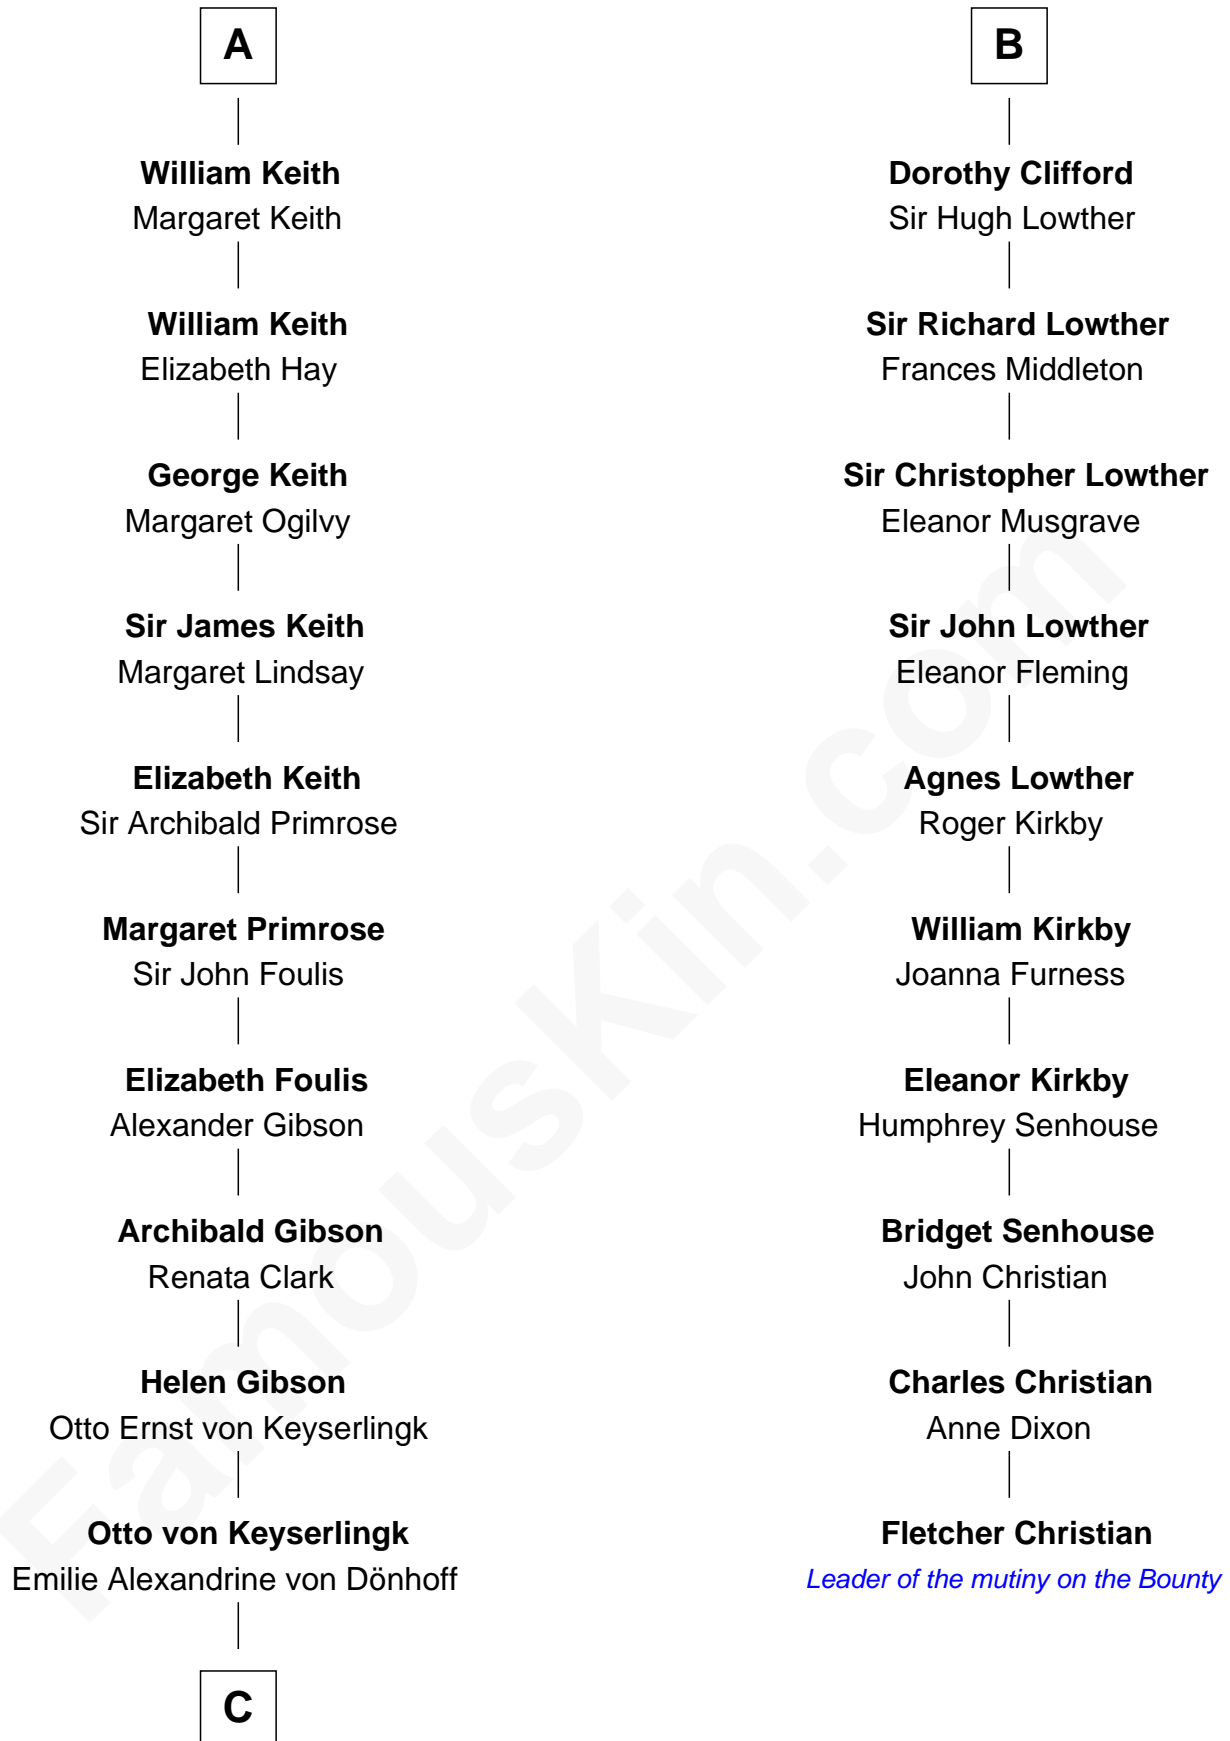 A
William Keith
Margaret Keith
William Keith
Elizabeth Hay
George Keith
Margaret Ogilvy
Sir James Keith
Margaret Lindsay
Elizabeth Keith
Sir Archibald Primrose
Margaret Primrose
Sir John Foulis
Elizabeth Foulis
Alexander Gibson
Archibald Gibson
Renata Clark
Helen Gibson
Otto Ernst von Keyserlingk
Otto von Keyserlingk
Emilie Alexandrine von Dönhoff
C
B
Dorothy Clifford
Sir Hugh Lowther
Sir Richard Lowther
Frances Middleton
Sir Christopher Lowther
Eleanor Musgrave
Sir John Lowther
Eleanor Fleming
Agnes Lowther
Roger Kirkby
William Kirkby
Joanna Furness
Eleanor Kirkby
Humphrey Senhouse
Bridget Senhouse
John Christian
Charles Christian
Anne Dixon
Fletcher Christian
Leader of the mutiny on the Bounty
FamousKin.com